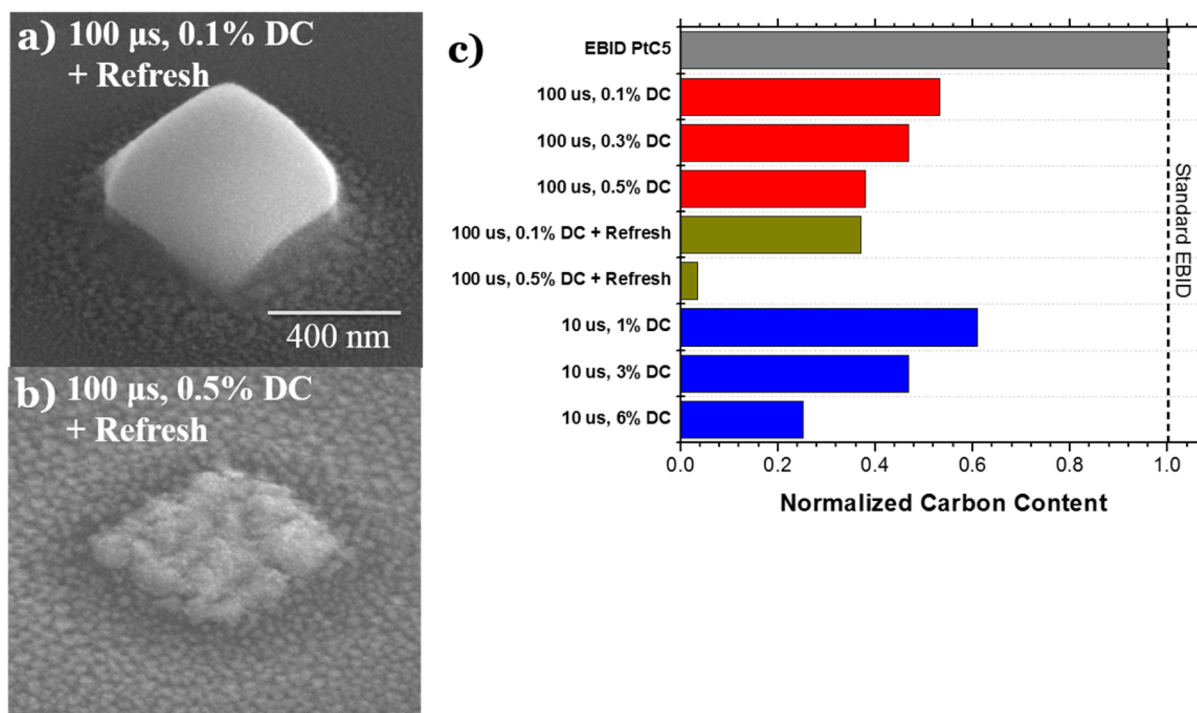 a) 100 μs, 0.1% DC
+ Refresh
400 nm
b) 100 μs, 0.5% DC
+ Refresh
c)
EBID PtC5
100 us, 0.1% DC
100 us, 0.3% DC
100 us, 0.5% DC
100 us, 0.1% DC + Refresh
100 us, 0.5% DC + Refresh
10 us, 1% DC
10 us, 3% DC
10 us, 6% DC
Standard EBID
0.0 0.2 0.4 0.6 0.8 1.0
Normalized Carbon Content